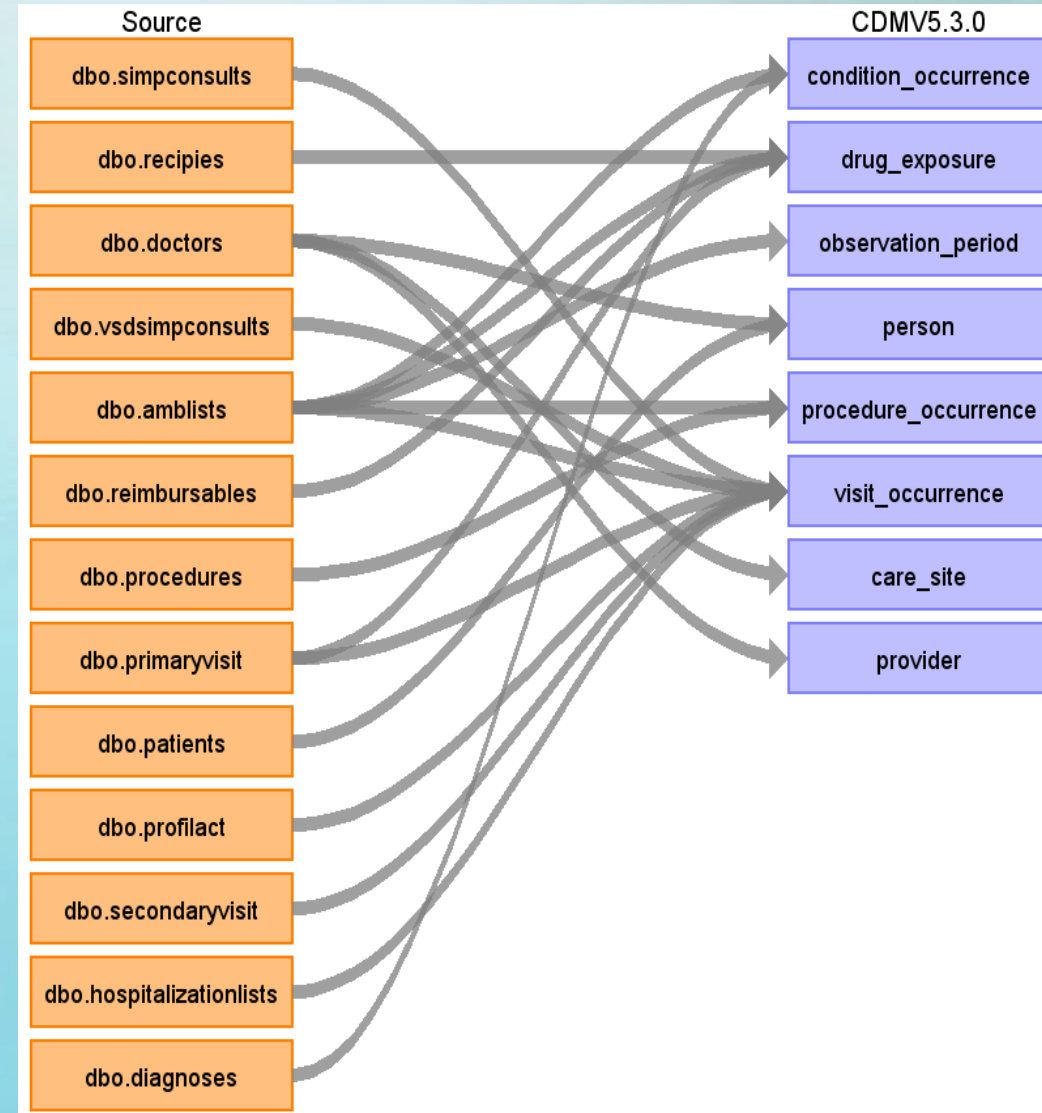 Source
CDMV5.3.0
dbo.simpconsults
condition_occurrence
dbo.recipies
drug_exposure
dbo.doctors
observation_period
dbo.vsdsimpconsults
person
dbo.amblists
procedure_occurrence
dbo.reimbursables
visit_occurrence
dbo.procedures
care_site
dbo.primaryvisit
provider
dbo.patients
dbo.profilact
dbo.secondaryvisit
dbo.hospitalizationlists
dbo.diagnoses